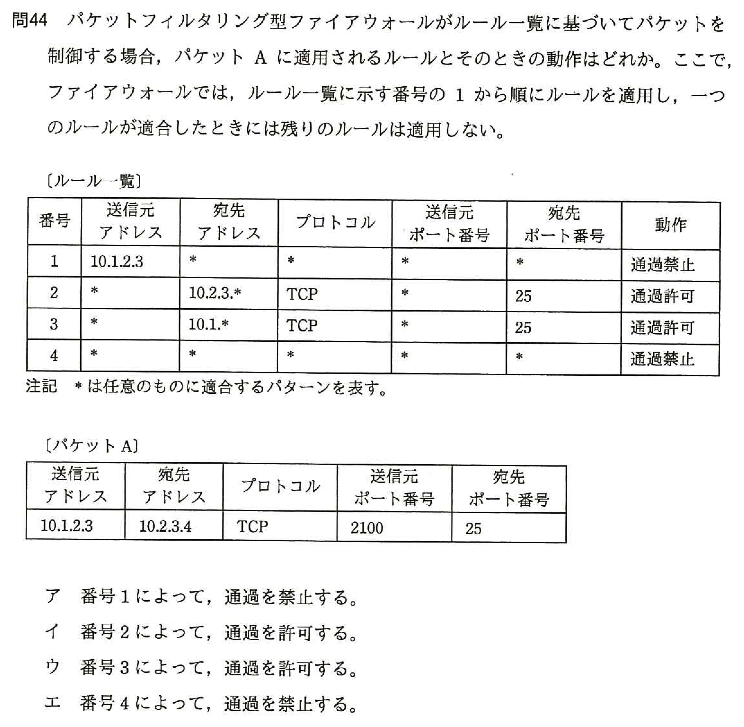 問44 パケットフィルタリング型ファイアウォールがルール一覧に基づいてパケットを
制御する場合，パケット A に適用されるルールとそのときの動作はどれか。ここで，
ファイアウォールでは，ルール一覧に示す番号の 1 から順にルールを適用し，一つ
のルールが適合したときには残りのルールは適用しない。
〔ルール一覧〕
番号 送信元アドレス 宛先アドレス プロトコル 送信元ポート番号 宛先ポート番号 動作
1 10.1.2.3 * * * * 通過禁止
2 * 10.2.3.* TCP * 25 通過許可
3 * 10.1.* TCP * 25 通過許可
4 * * * * * 通過禁止
注記 * は任意のものに適合するパターンを表す。
〔パケット A〕
送信元アドレス 宛先アドレス プロトコル 送信元ポート番号 宛先ポート番号
10.1.2.3 10.2.3.4 TCP 2100 25
ア 番号 1 によって，通過を禁止する。
イ 番号 2 によって，通過を許可する。
ウ 番号 3 によって，通過を許可する。
エ 番号 4 によって，通過を禁止する。